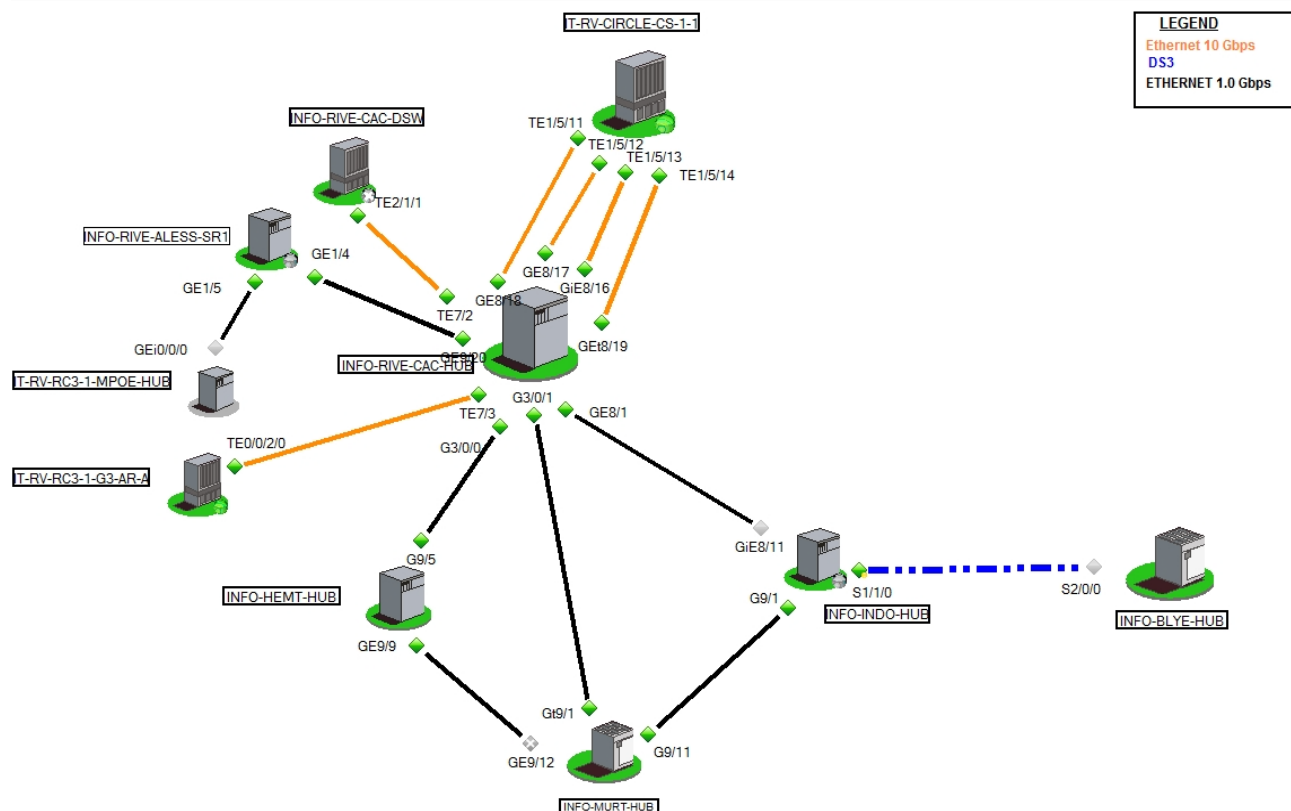 IT-RV-CIRCLE-CS-1-1
LEGEND
Ethernet 10 Gbps
DS3
ETHERNET 1.0 Gbps
INFO-RIVE-CAC-DSW
TE1/5/11
TE1/5/12
TE1/5/13
TE1/5/14
TE2/1/1
INFO-RIVE-ALESS-SR1
GE1/4
GE1/5
GE8/17
GiE8/16
GE8/18
TE7/2
GEt8/19
GEi0/0/0
GE9/20
INFO-RIVE-CAC-HUB
IT-RV-RC3-1-MPOE-HUB
G3/0/1
GE8/1
TE7/3
G3/0/0
TE0/0/2/0
IT-RV-RC3-1-G3-AR-A
G9/5
GiE8/11
INFO-HEMT-HUB
S1/1/0
S2/0/0
G9/1
INFO-INDO-HUB
INFO-BLYE-HUB
GE9/9
Gt9/1
G9/11
GE9/12
INFO-MURT-HUB